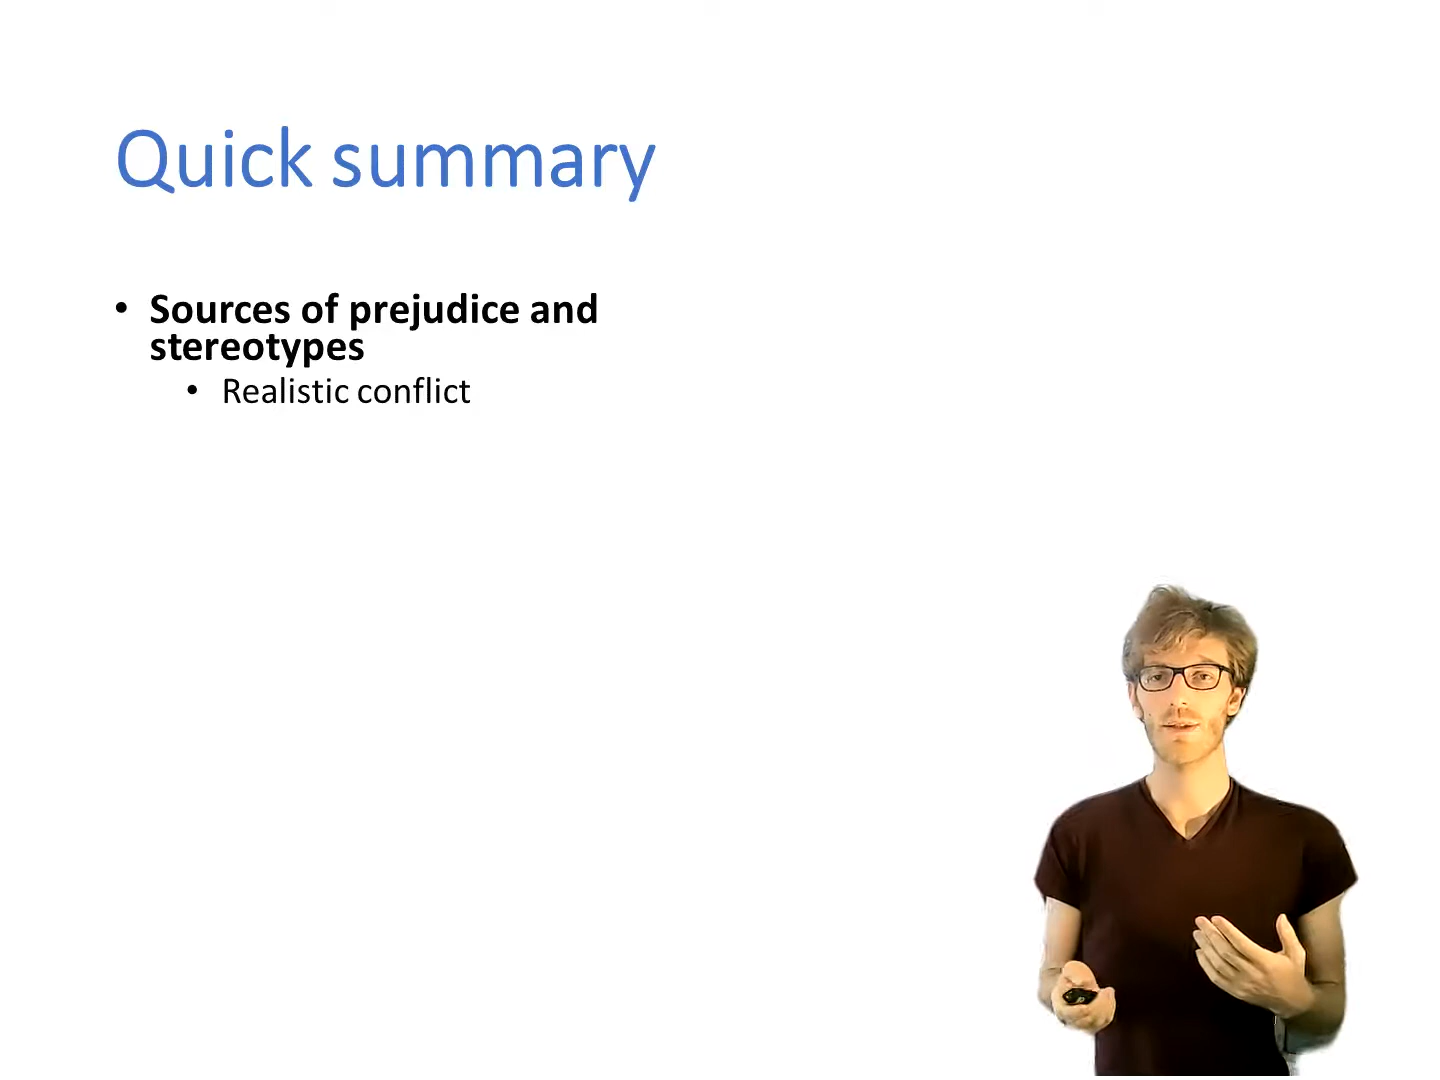 Quick summary
• Sources of prejudice and
stereotypes
• Realistic conflict